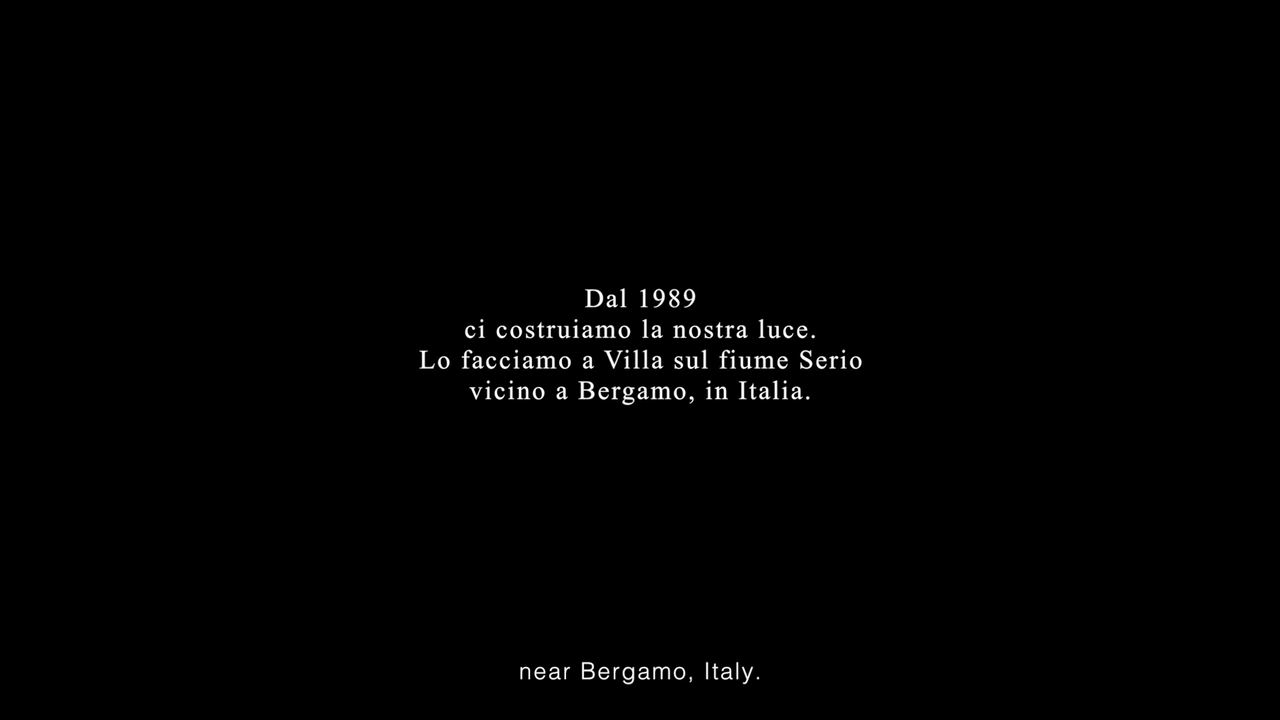 Dal 1989
ci costruiamo la nostra luce.
Lo facciamo a Villa sul fiume Serio
vicino a Bergamo, in Italia.
near Bergamo, Italy.